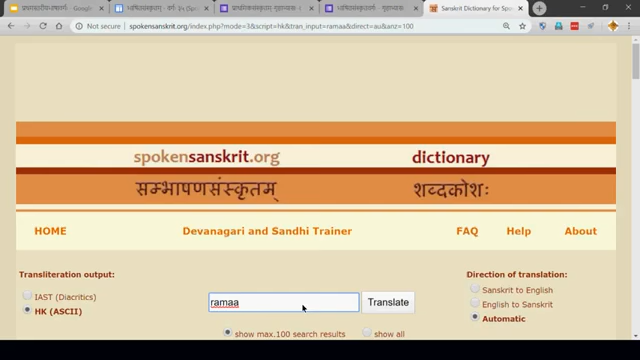 Google
Sanskrit Dictionary for Spo
Not secure | spokensanskrit.org/index.php?mode=3&script=hk&tran_input=ramaa&direct=au&anz=100
spokensanskrit.org dictionary
सम्भाषणसंस्कृतम् शब्दकोशः
HOME Devanagari and Sandhi Trainer FAQ Help About
Transliteration output: Direction of translation:
IAST (Diacritics) Sanskrit to English
ramaa Translate English to Sanskrit
HK (ASCII) Automatic
show max.100 search results show all